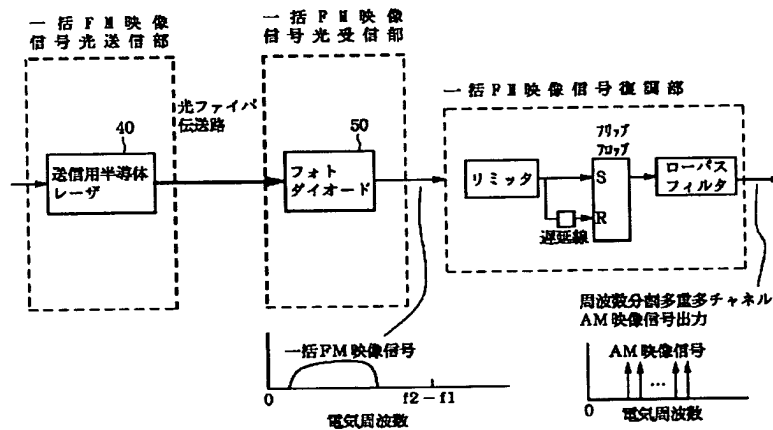 一括FM映像
信号光送信部
一括FM映像
信号光受信部
一括FM映像信号復調部
光ファイバ
伝送路
40
送信用半導体
レーザ
50
フォト
ダイオード
リミッタ
フリップ
フロップ
S
R
遅延線
ローパス
フィルタ
一括FM映像信号
0
f2-f1
電気周波数
周波数分割多重多チャネル
AM映像信号出力
AM映像信号
...
0
電気周波数